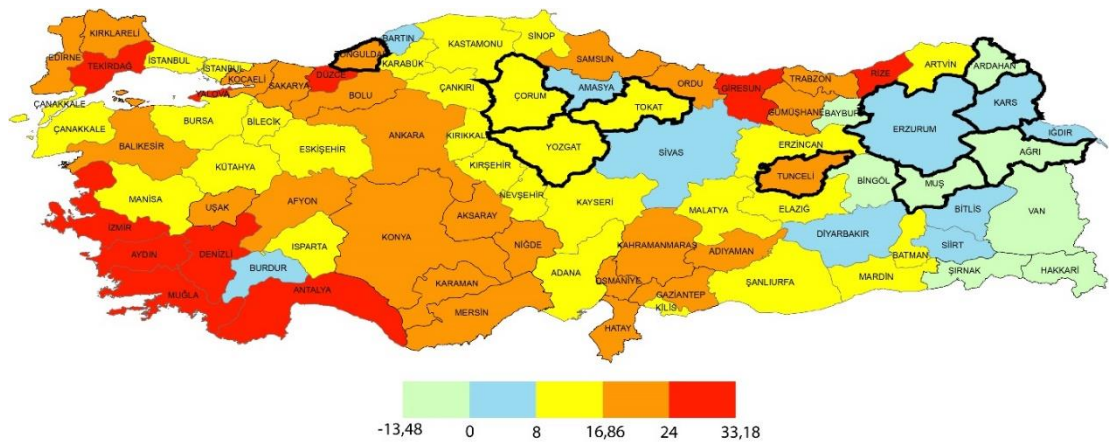 KIRKLARELİ
EDİRNE
TEKİRDAĞ
İSTANBUL
İSTANBUL
KOCAELİ
YALOVA
SAKARYA
DÜZCE
ZONGULDAK
BARTIN
KARABÜK
KASTAMONU
SİNOP
SAMSUN
ORDU
GİRESUN
TRABZON
RİZE
ARTVİN
ARDAHAN
ÇANAKKALE
ÇANAKKALE
BALIKESİR
BURSA
BİLECİK
BOLU
ÇANKIRI
ÇORUM
AMASYA
TOKAT
GÜMÜŞHANE
BAYBURT
ERZURUM
KARS
IĞDIR
KÜTAHYA
ESKİŞEHİR
ANKARA
KIRIKKALE
YOZGAT
SİVAS
ERZİNCAN
AĞRI
MANİSA
UŞAK
AFYON
KIRŞEHİR
NEVŞEHİR
KAYSERİ
MALATYA
TUNCELİ
ELAZIĞ
BİNGÖL
MUŞ
BİTLİS
VAN
İZMİR
AYDIN
DENİZLİ
ISPARTA
BURDUR
KONYA
AKSARAY
NİĞDE
KAHRAMANMARAŞ
ADIYAMAN
DİYARBAKIR
BATMAN
SİİRT
ŞIRNAK
HAKKARİ
MUĞLA
ANTALYA
KARAMAN
MERSİN
ADANA
OSMANİYE
GAZİANTEP
KİLİS
HATAY
ŞANLIURFA
MARDİN
-13,48 0 8 16,86 24 33,18